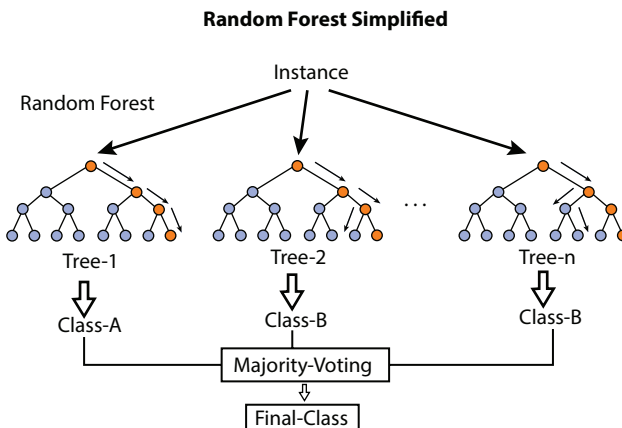 Random Forest Simplified
Instance
Random Forest
...
Tree-1
Tree-2
Tree-n
Class-A
Class-B
Class-B
Majority-Voting
Final-Class